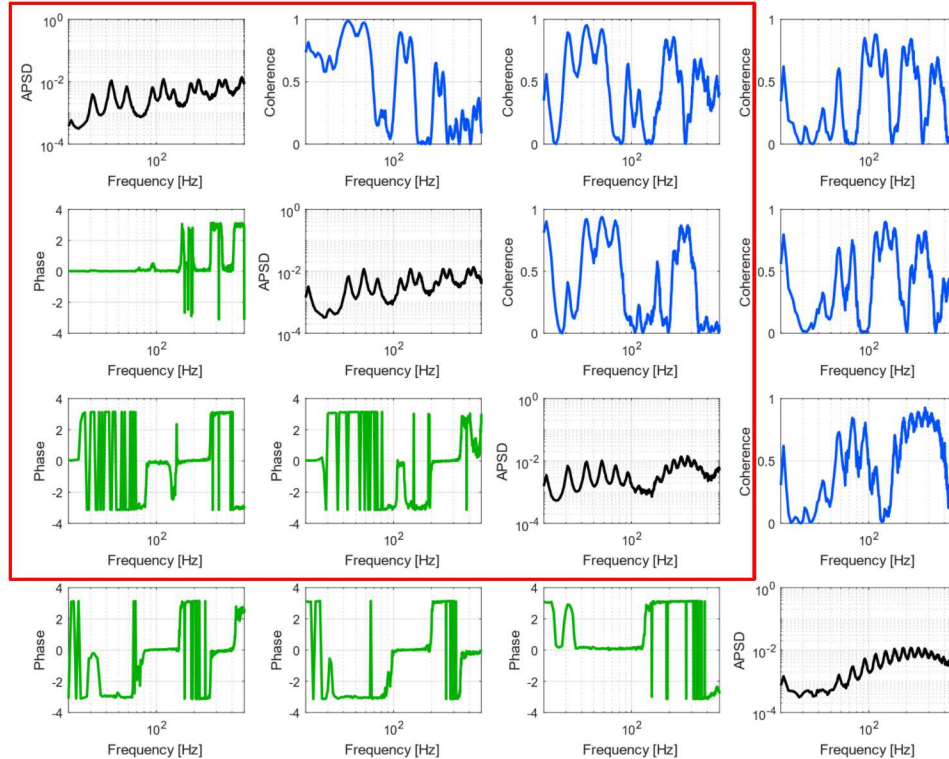 10^0
10^-2
10^-4
APSD
10^2
Frequency [Hz]
1
0.5
0
Coherence
10^2
Frequency [Hz]
1
0.5
0
Coherence
10^2
Frequency [Hz]
1
0.5
0
Coherence
10^2
Frequency [Hz]
4
2
0
-2
-4
Phase
10^2
Frequency [Hz]
10^0
10^-2
10^-4
APSD
10^2
Frequency [Hz]
1
0.5
0
Coherence
10^2
Frequency [Hz]
1
0.5
0
Coherence
10^2
Frequency [Hz]
4
2
0
-2
-4
Phase
10^2
Frequency [Hz]
4
2
0
-2
-4
Phase
10^2
Frequency [Hz]
10^0
10^-2
10^-4
APSD
10^2
Frequency [Hz]
1
0.5
0
Coherence
10^2
Frequency [Hz]
4
2
0
-2
-4
Phase
10^2
Frequency [Hz]
4
2
0
-2
-4
Phase
10^2
Frequency [Hz]
4
2
0
-2
-4
Phase
10^2
Frequency [Hz]
10^0
10^-2
10^-4
APSD
10^2
Frequency [Hz]